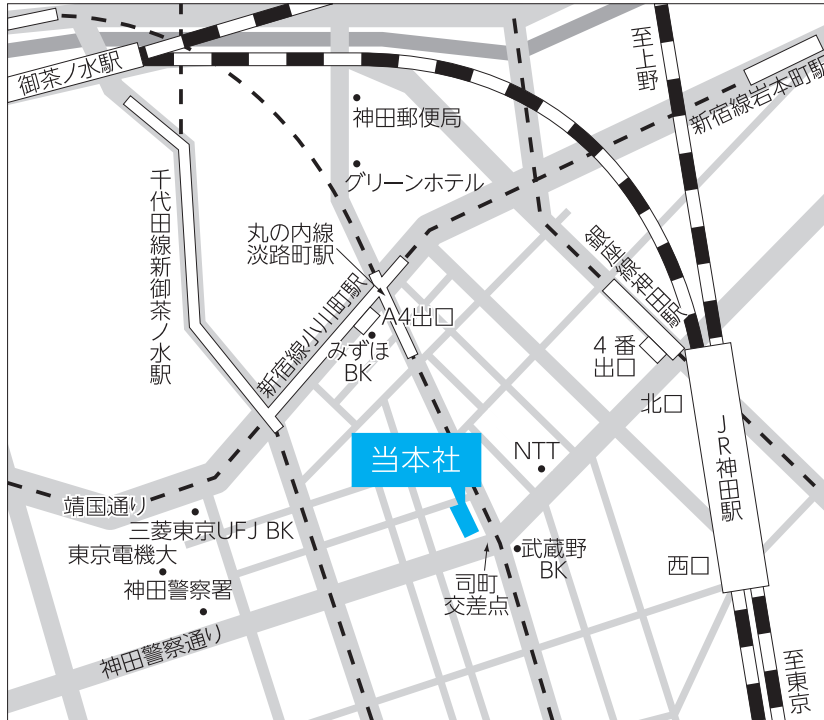 御茶ノ水駅
至上野
新宿線岩本町駅
神田郵便局
グリーンホテル
千代田線新御茶ノ水駅
丸の内線
淡路町駅
銀座線神田駅
新宿線小川町駅
A4出口
みずほ
BK
4番
出口
北口
JR神田駅
当本社
NTT
靖国通り
三菱東京UFJ BK
東京電機大
神田警察署
武蔵野
BK
西口
司町
交差点
神田警察通り
至東京